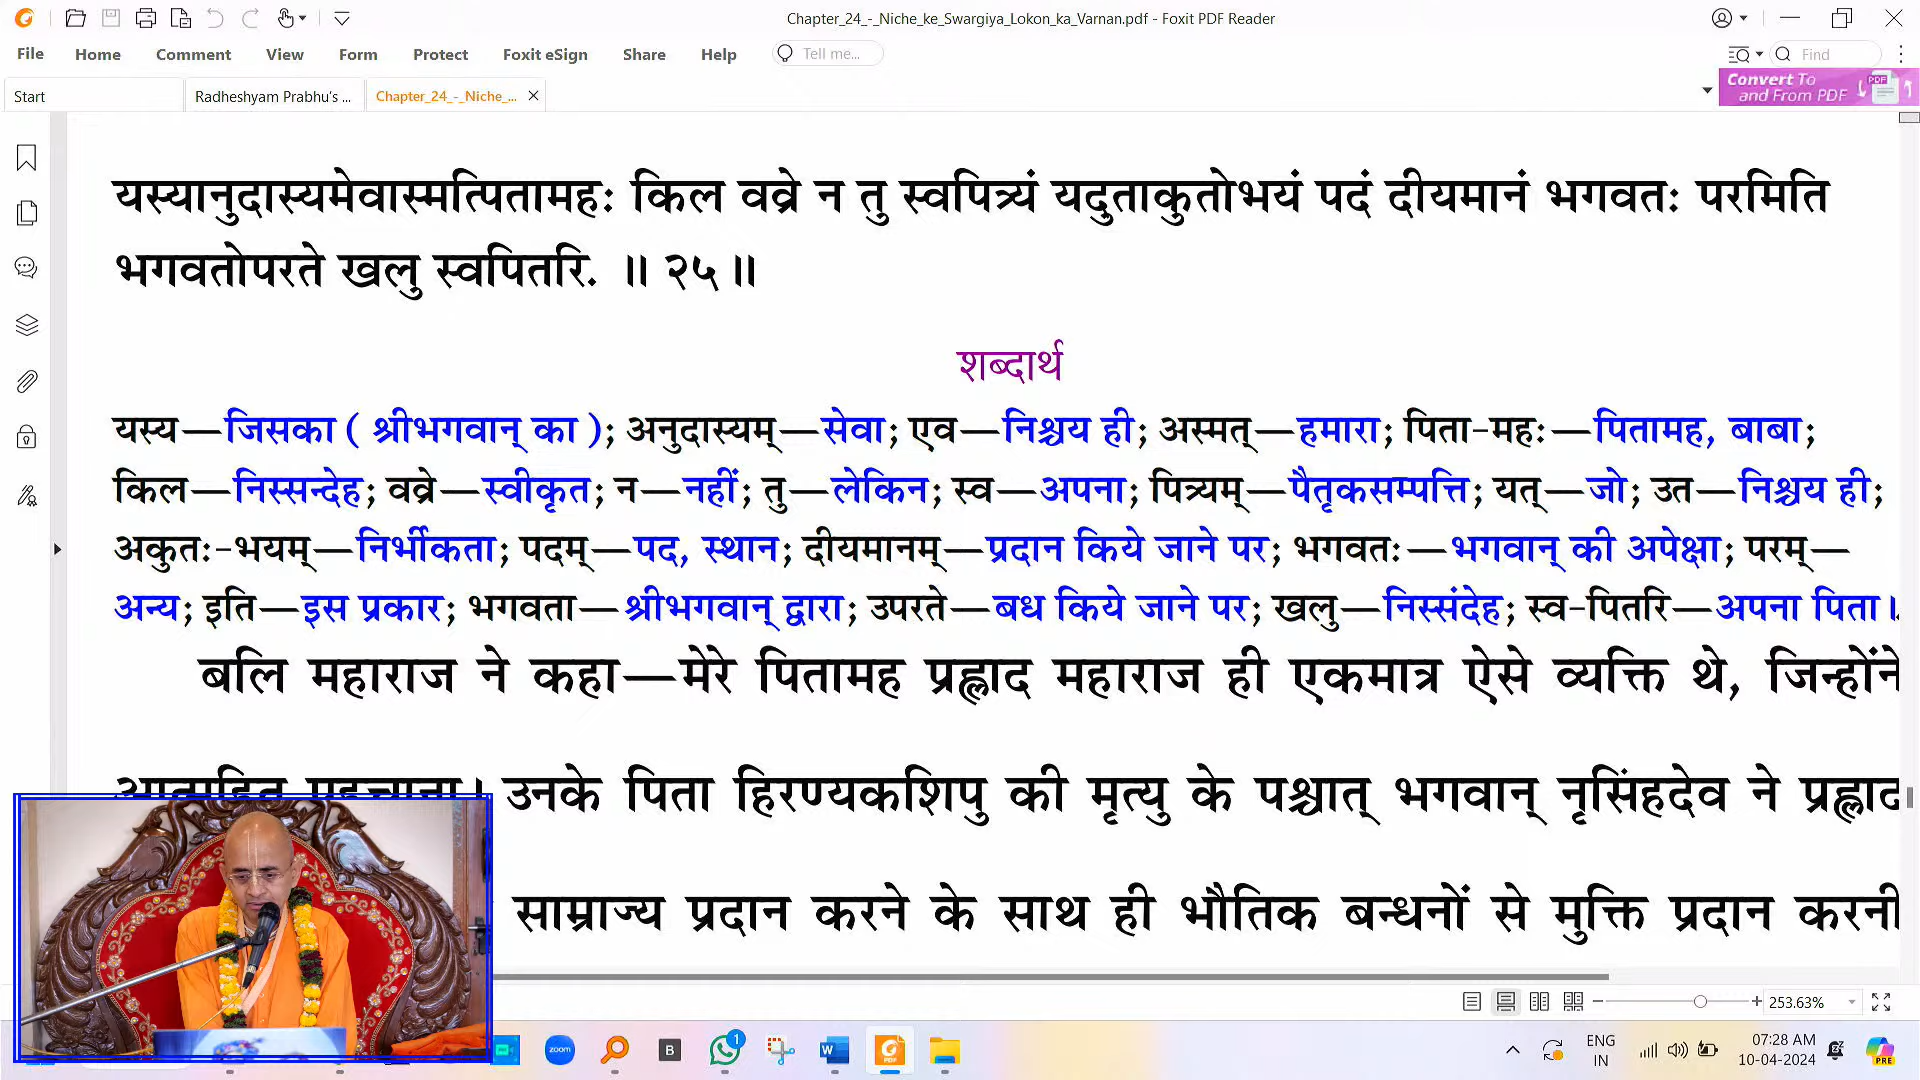 Chapter_24_-_Niche_ke_Swargiya_Lokon_ka_Varnan.pdf - Foxit PDF Reader
File Home Comment View Form Protect Foxit eSign Share Help Tell me... Find
Convert To
and From PDF
Start Radheshyam Prabhu's ... Chapter_24_-_Niche_...
यस्यानुदास्यमेवास्मत्पितामहः किल वव्रे न तु स्वपित्र्यं यदुताकुतोभयं पदं दीयमानं भगवतः परमिति
भगवतोपरते खलु स्वपितरि. ॥ २५ ॥
शब्दार्थ
यस्य—जिसका ( श्रीभगवान् का ); अनुदास्यम्—सेवा; एव—निश्चय ही; अस्मत्—हमारा; पिता-महः—पितामह, बाबा;
किल—निस्सन्देह; वव्रे—स्वीकृत; न—नहीं; तु—लेकिन; स्व—अपना; पित्र्यम्—पैतृकसम्पत्ति; यत्—जो; उत—निश्चय ही;
अकुतः-भयम्—निर्भीकता; पदम्—पद, स्थान; दीयमानम्—प्रदान किये जाने पर; भगवतः—भगवान् की अपेक्षा; परम्—
अन्य; इति—इस प्रकार; भगवता—श्रीभगवान् द्वारा; उपरते—बध किये जाने पर; खलु—निस्संदेह; स्व-पितरि—अपना पिता।
बलि महाराज ने कहा—मेरे पितामह प्रह्लाद महाराज ही एकमात्र ऐसे व्यक्ति थे, जिन्होंने
उनके पिता हिरण्यकशिपु की मृत्यु के पश्चात् भगवान् नृसिंहदेव ने प्रह्लाद
साम्राज्य प्रदान करने के साथ ही भौतिक बन्धनों से मुक्ति प्रदान करनी
253.63%
zoom B 1 W PDF ENG
IN 07:28 AM
10-04-2024 PRE